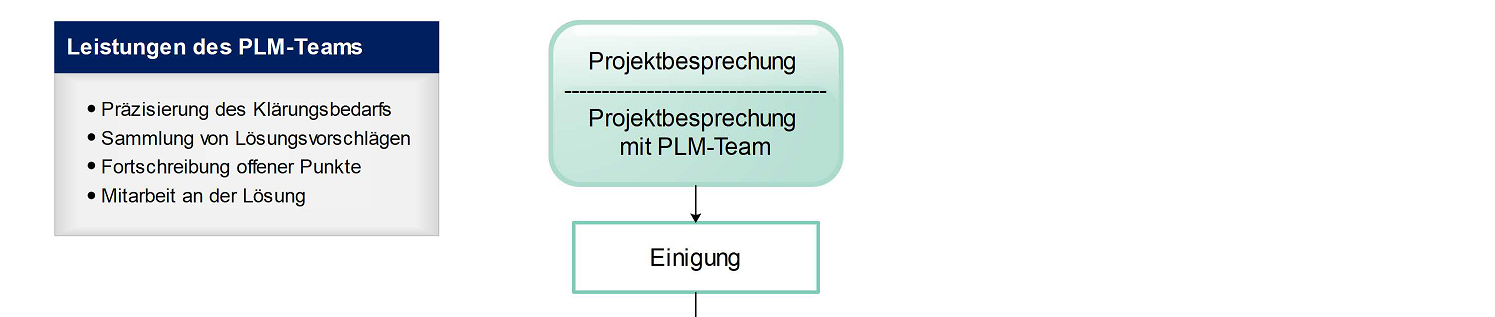 Leistungen des PLM-Teams
• Präzisierung des Klärungsbedarfs
• Sammlung von Lösungsvorschlägen
• Fortschreibung offener Punkte
• Mitarbeit an der Lösung
Projektbesprechung
Projektbesprechung
mit PLM-Team
Einigung